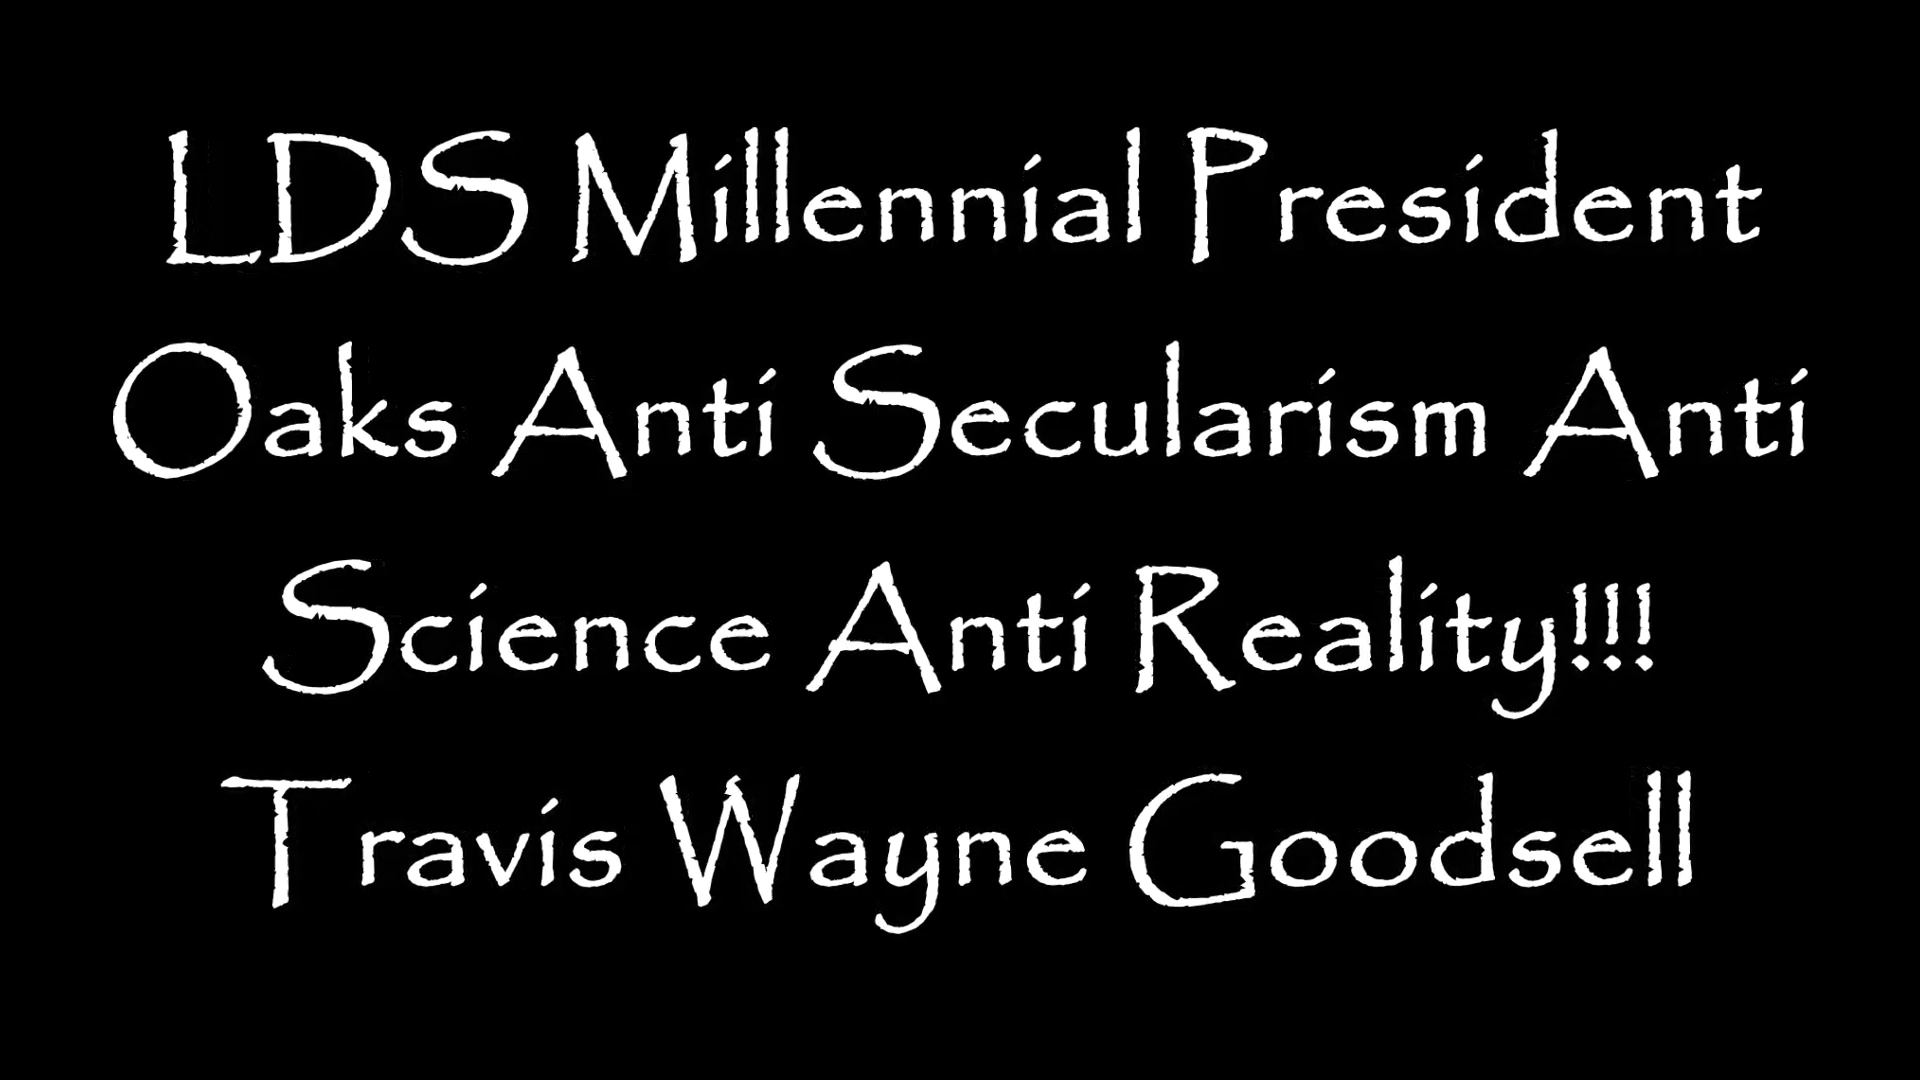 LDS Millennial President
Oaks Anti Secularism Anti
Science Anti Reality!!!
Travis Wayne Goodsell